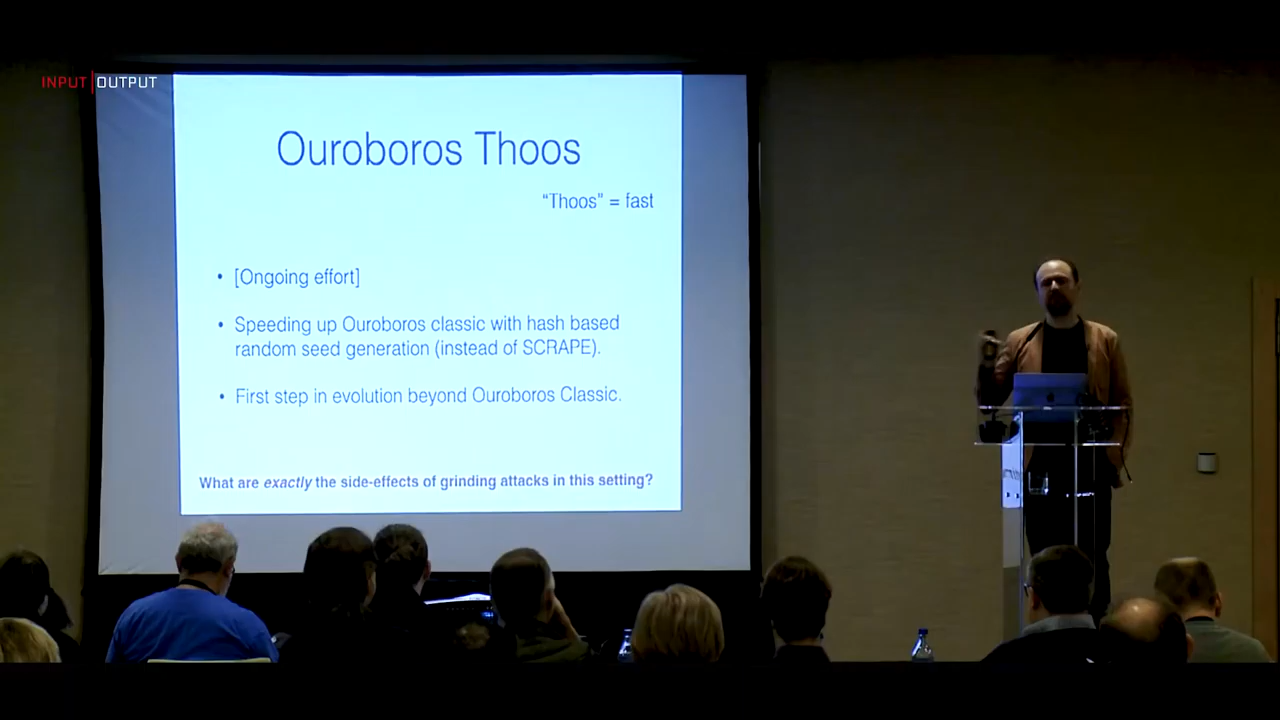 INPUT|OUTPUT
Ouroboros Thoos
"Thoos" = fast
• [Ongoing effort]
• Speeding up Ouroboros classic with hash based
random seed generation (instead of SCRAPE).
• First step in evolution beyond Ouroboros Classic.
What are exactly the side-effects of grinding attacks in this setting?